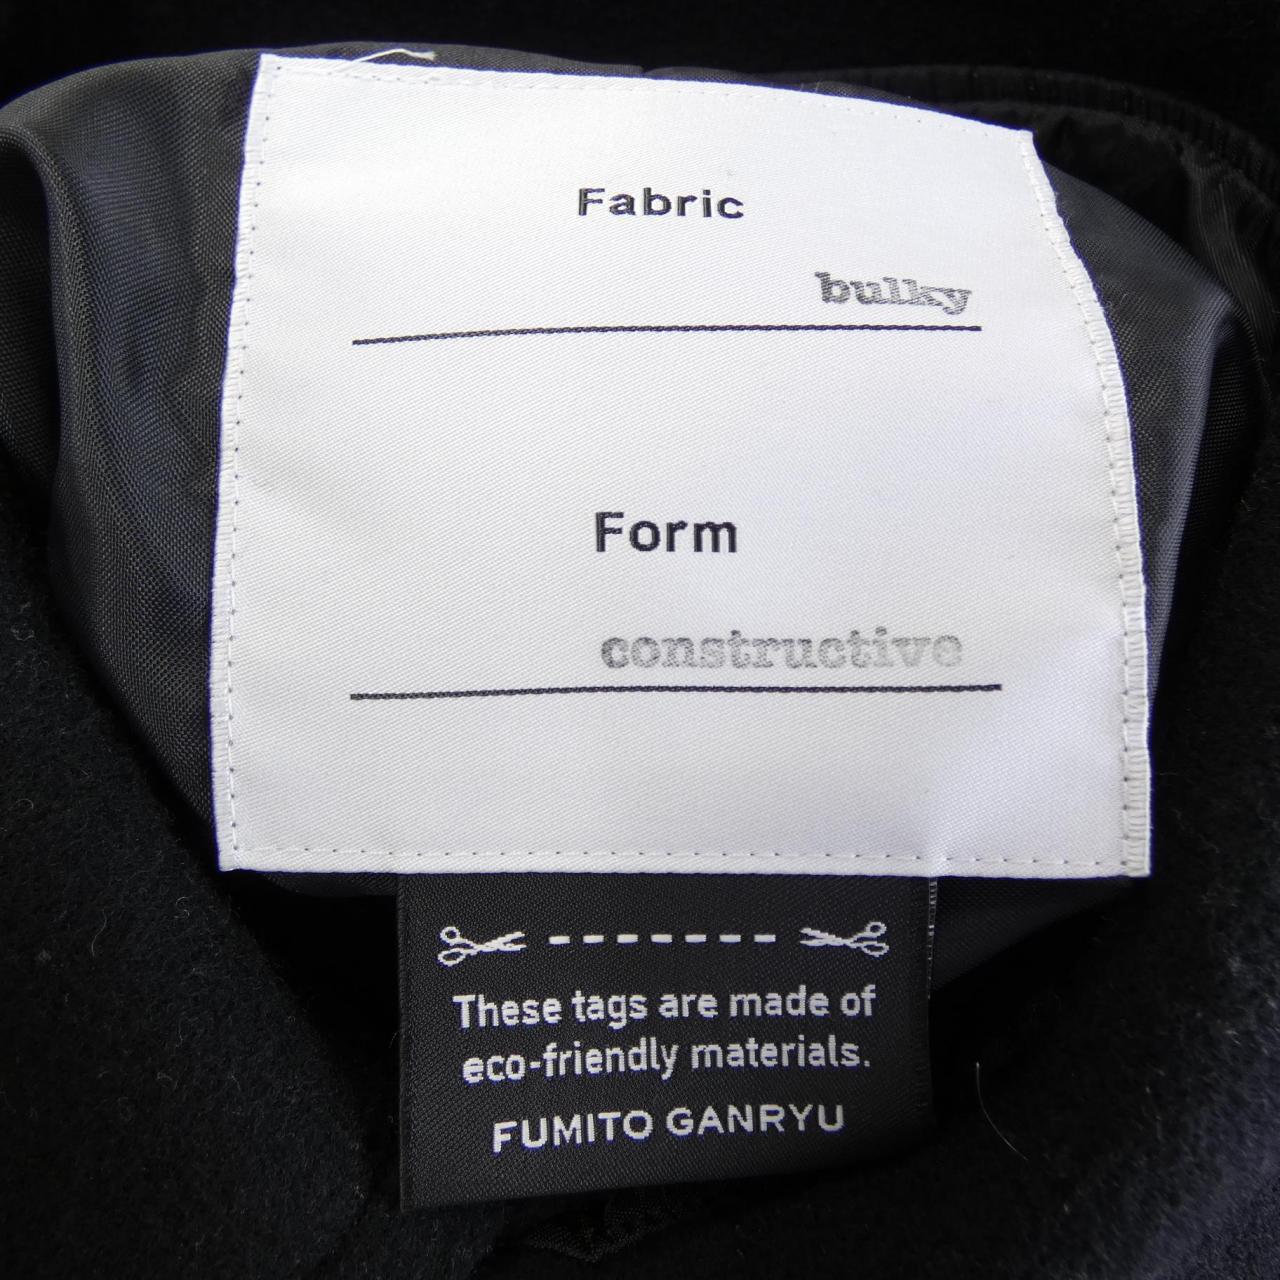 Fabric
bulky
Form
constructive
These tags are made of
eco-friendly materials.
FUMITO GANRYU